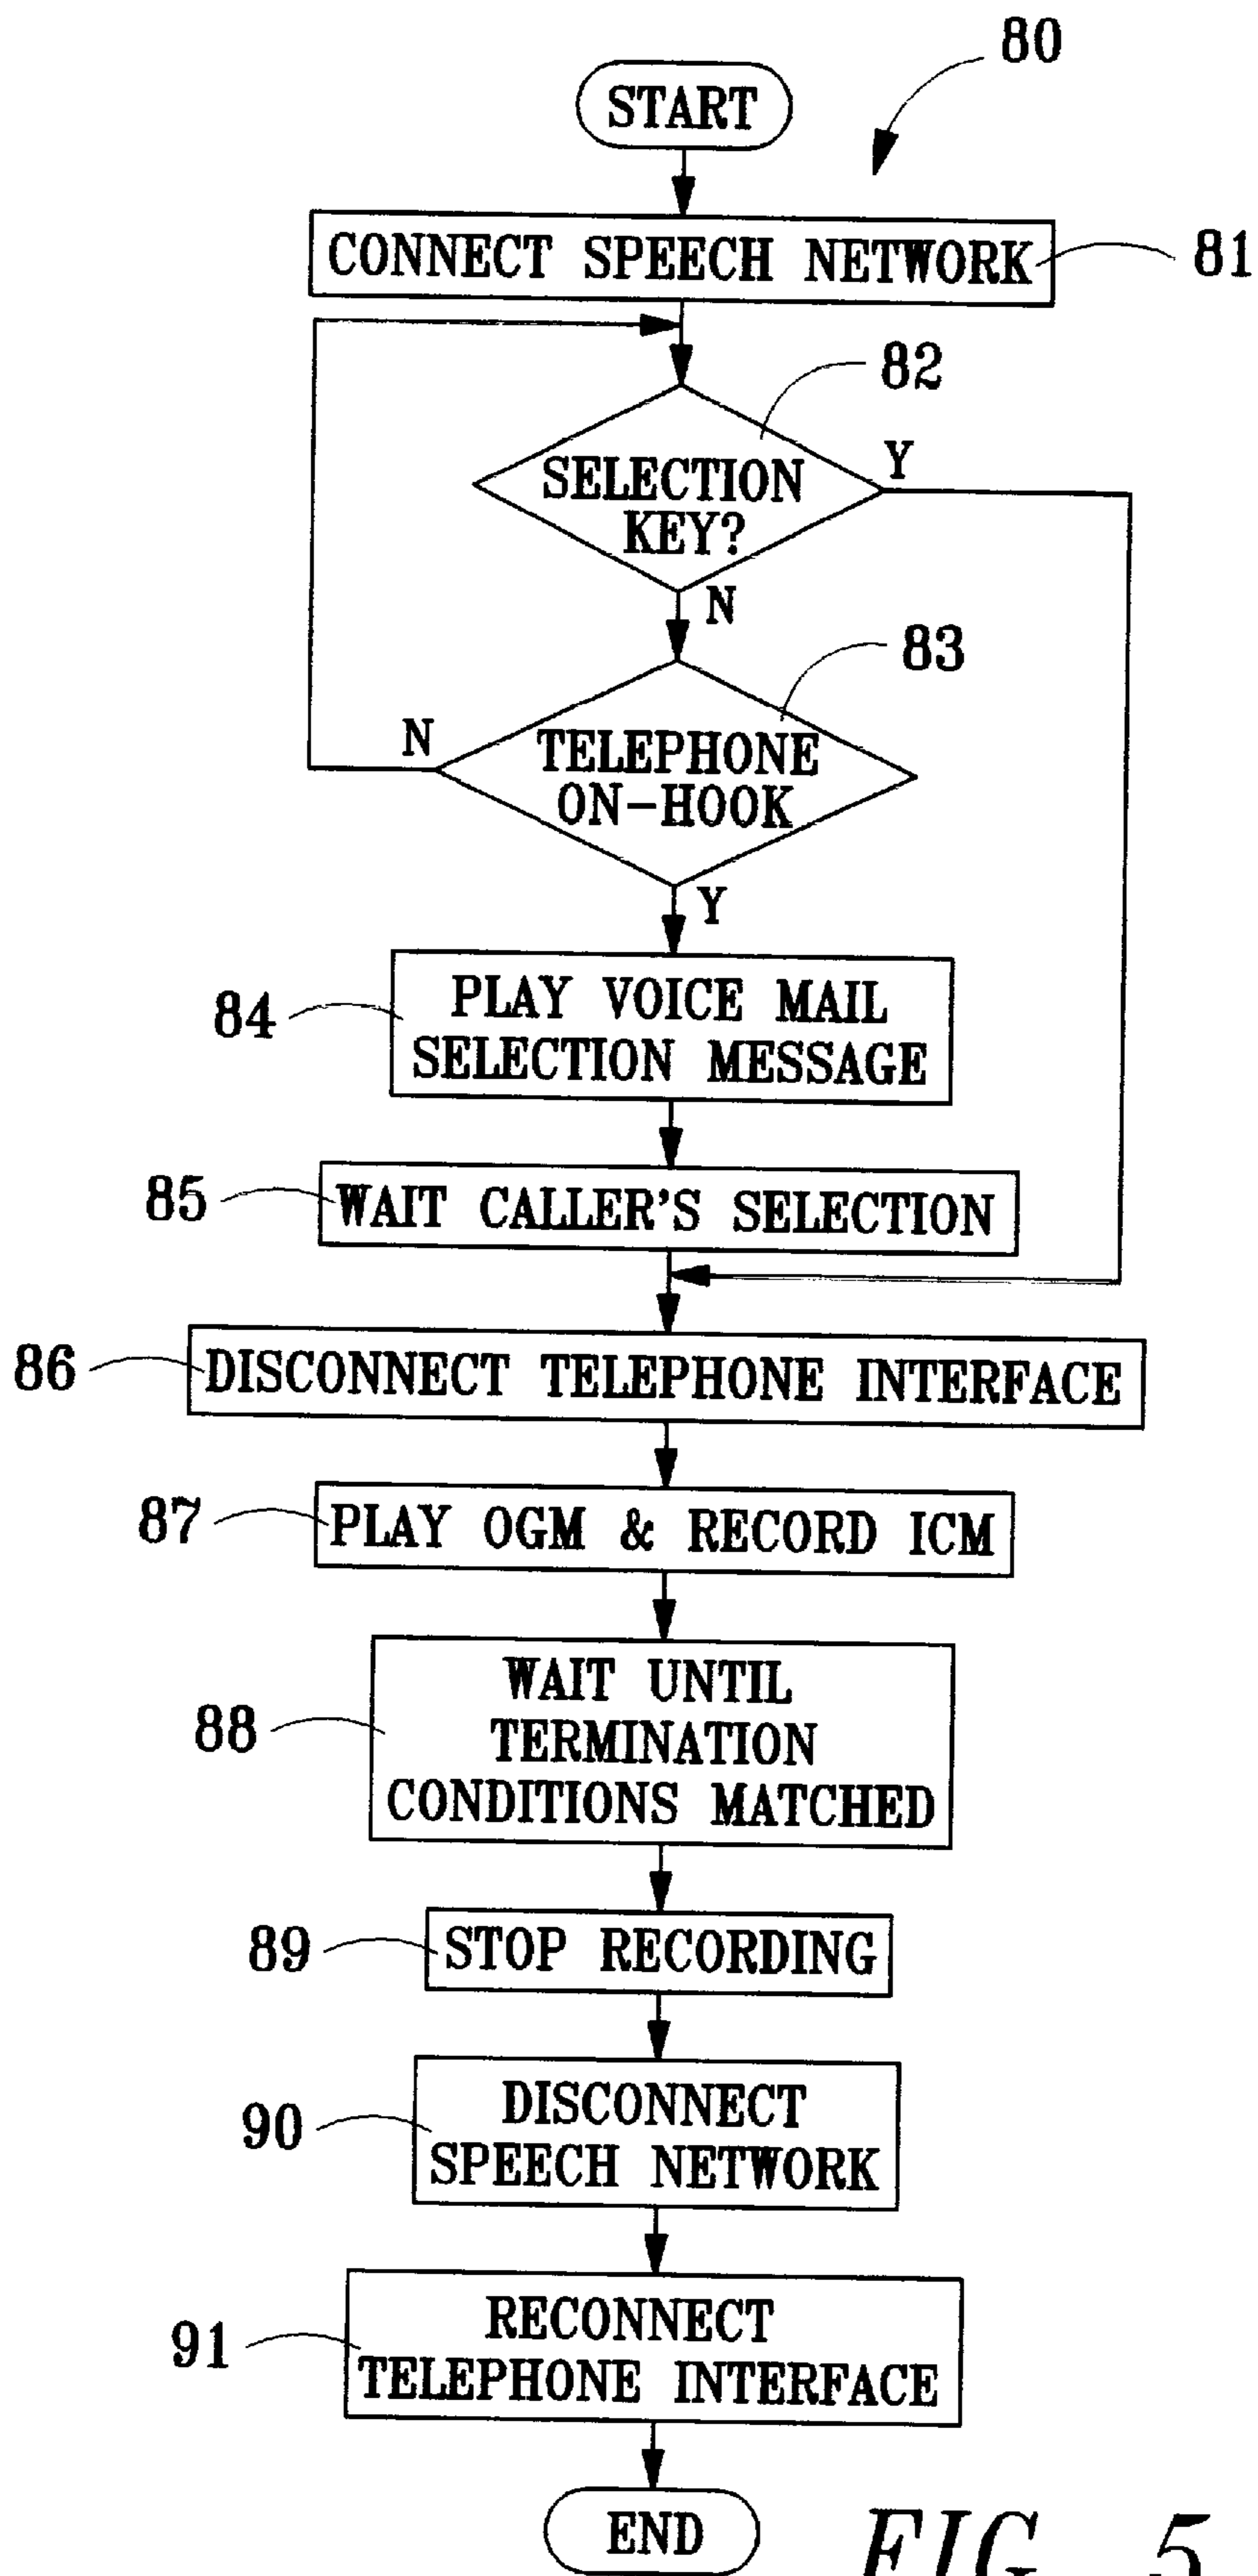 80
START
CONNECT SPEECH NETWORK
81
82
SELECTION
KEY?
Y
N
83
TELEPHONE
ON-HOOK
N
Y
84
PLAY VOICE MAIL
SELECTION MESSAGE
85
WAIT CALLER'S SELECTION
86
DISCONNECT TELEPHONE INTERFACE
87
PLAY OGM & RECORD ICM
88
WAIT UNTIL
TERMINATION
CONDITIONS MATCHED
89
STOP RECORDING
90
DISCONNECT
SPEECH NETWORK
91
RECONNECT
TELEPHONE INTERFACE
END
FIG. 5